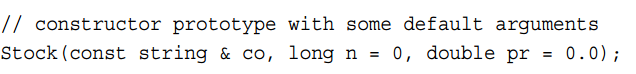 // constructor prototype with some default arguments
Stock(const string & co, long n = 0, double pr = 0.0);